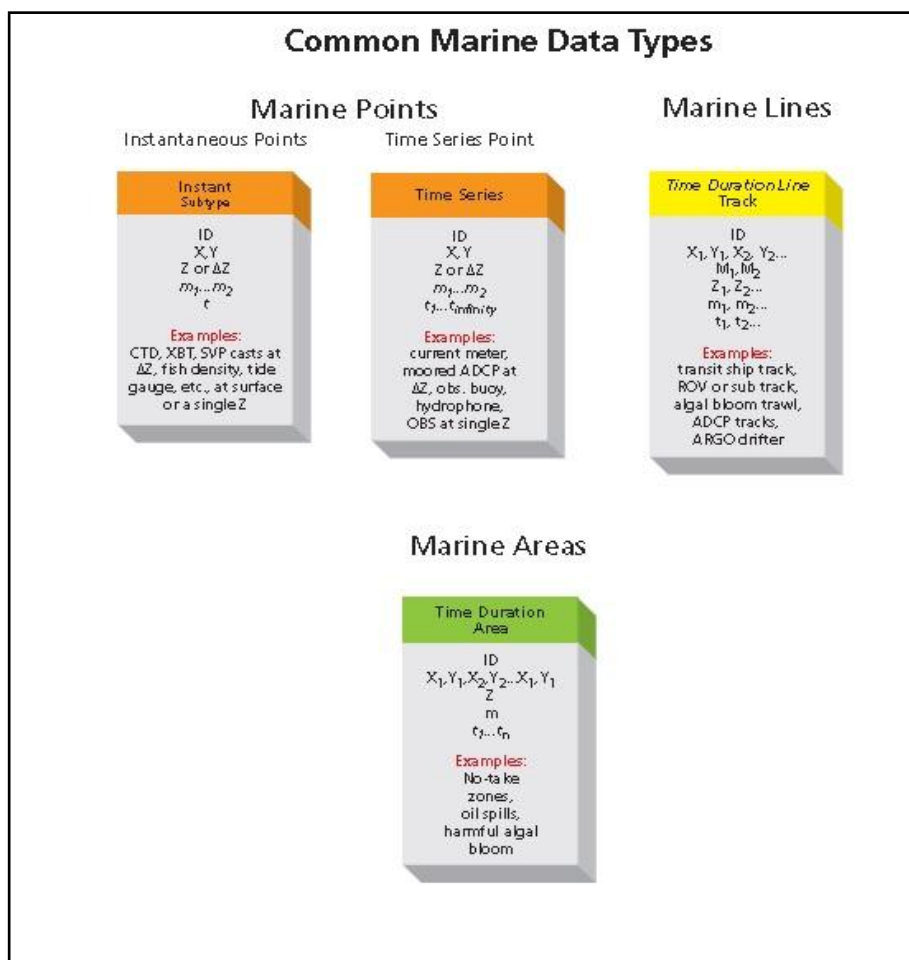 Common Marine Data Types
Marine Points
Instantaneous Points
Time Series Point
Marine Lines
Instant
Subtype
ID
X,Y
Z or ΔZ
m₁...m₂
t
Examples:
CTD, XBT, SVP casts at
ΔZ, fish density, tide
gauge, etc., at surface
or a single Z
Time Series
ID
X,Y
Z or ΔZ
m₁...m₂
t₁...t_infinity
Examples:
current meter,
moored ADCP at
ΔZ, obs. buoy,
hydrophone,
OBS at single Z
Time Duration Line
Track
ID
X₁, Y₁, X₂, Y₂...
M₁, M₂
Z₁, Z₂...
m₁, m₂...
t₁, t₂...
Examples:
transit ship track,
ROV or sub track,
algal bloom trawl,
ADCP tracks,
ARGO drifter
Marine Areas
Time Duration
Area
ID
X₁,Y₁,X₂,Y₂...X₁, Y₁
Z
m
t₁...tₙ
Examples:
No-take
zones,
oil spills,
harmful algal
bloom